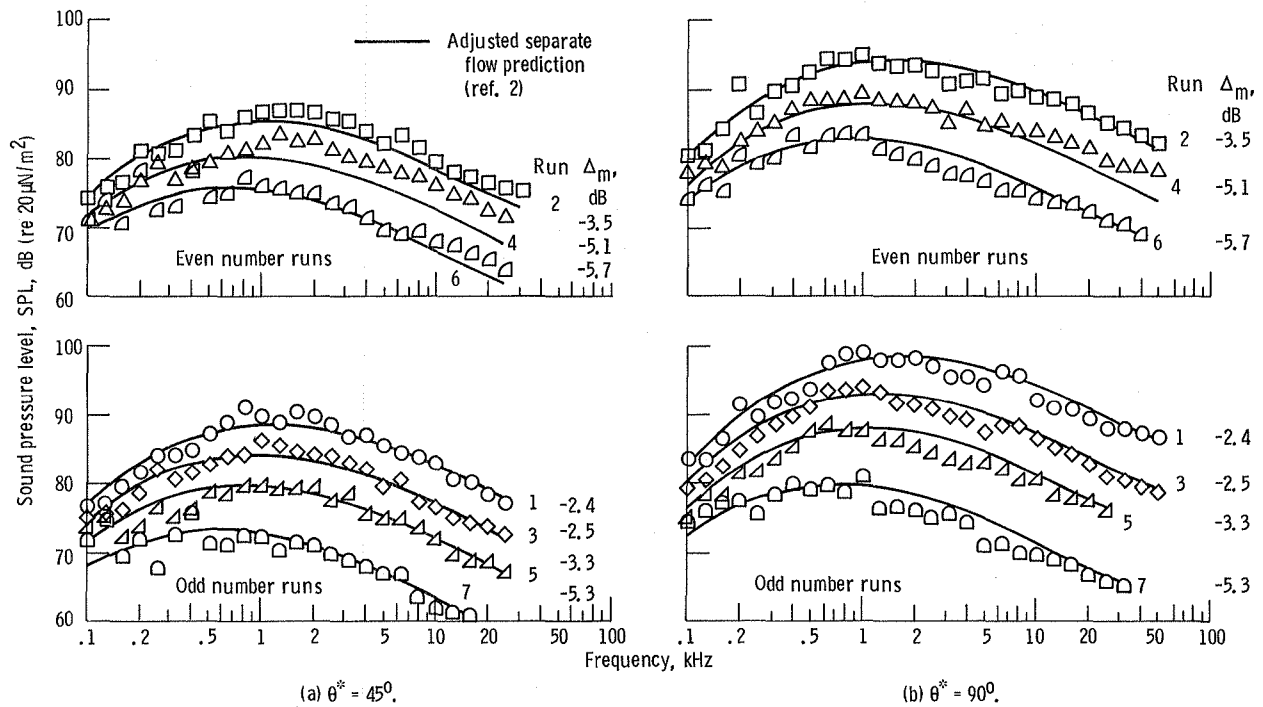 100
90
80
70
60
Adjusted separate
flow prediction
(ref. 2)
Run Δm,
dB
2 -3.5
4 -5.1
6 -5.7
Even number runs
Run Δm,
dB
2 -3.5
4 -5.1
6 -5.7
Even number runs
Sound pressure level, SPL, dB (re 20μN/m²)
100
90
80
70
60
1 -2.4
3 -2.5
5 -3.3
7 -5.3
Odd number runs
.1 .2 .5 1 2 5 10 20 50 100
1 -2.4
3 -2.5
5 -3.3
7 -5.3
Odd number runs
.1 .2 .5 1 2 5 10 20 50 100
Frequency, kHz
(a) θ* = 45⁰.
(b) θ* = 90⁰.